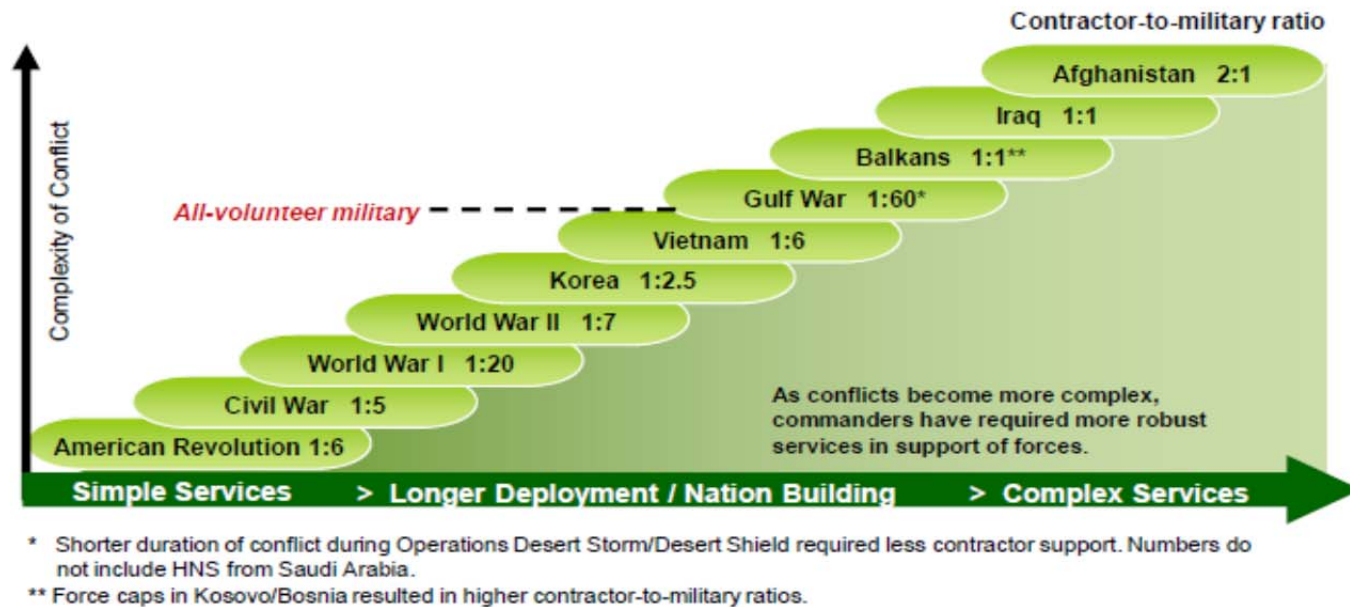 Contractor-to-military ratio
Afghanistan 2:1
Iraq 1:1
Balkans 1:1**
Gulf War 1:60*
All-volunteer military
Vietnam 1:6
Korea 1:2.5
World War II 1:7
World War I 1:20
Civil War 1:5
American Revolution 1:6
Complexity of Conflict
As conflicts become more complex,
commanders have required more robust
services in support of forces.
Simple Services > Longer Deployment / Nation Building > Complex Services
* Shorter duration of conflict during Operations Desert Storm/Desert Shield required less contractor support. Numbers do
not include HNS from Saudi Arabia.
** Force caps in Kosovo/Bosnia resulted in higher contractor-to-military ratios.